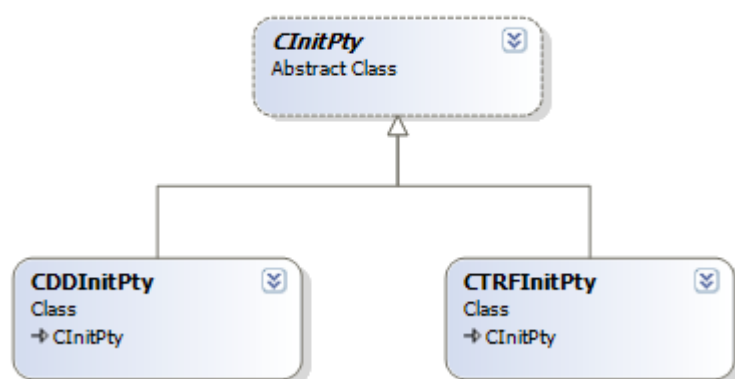 CInitPty
Abstract Class
CDDInitPty
Class
CInitPty
CTRFInitPty
Class
CInitPty